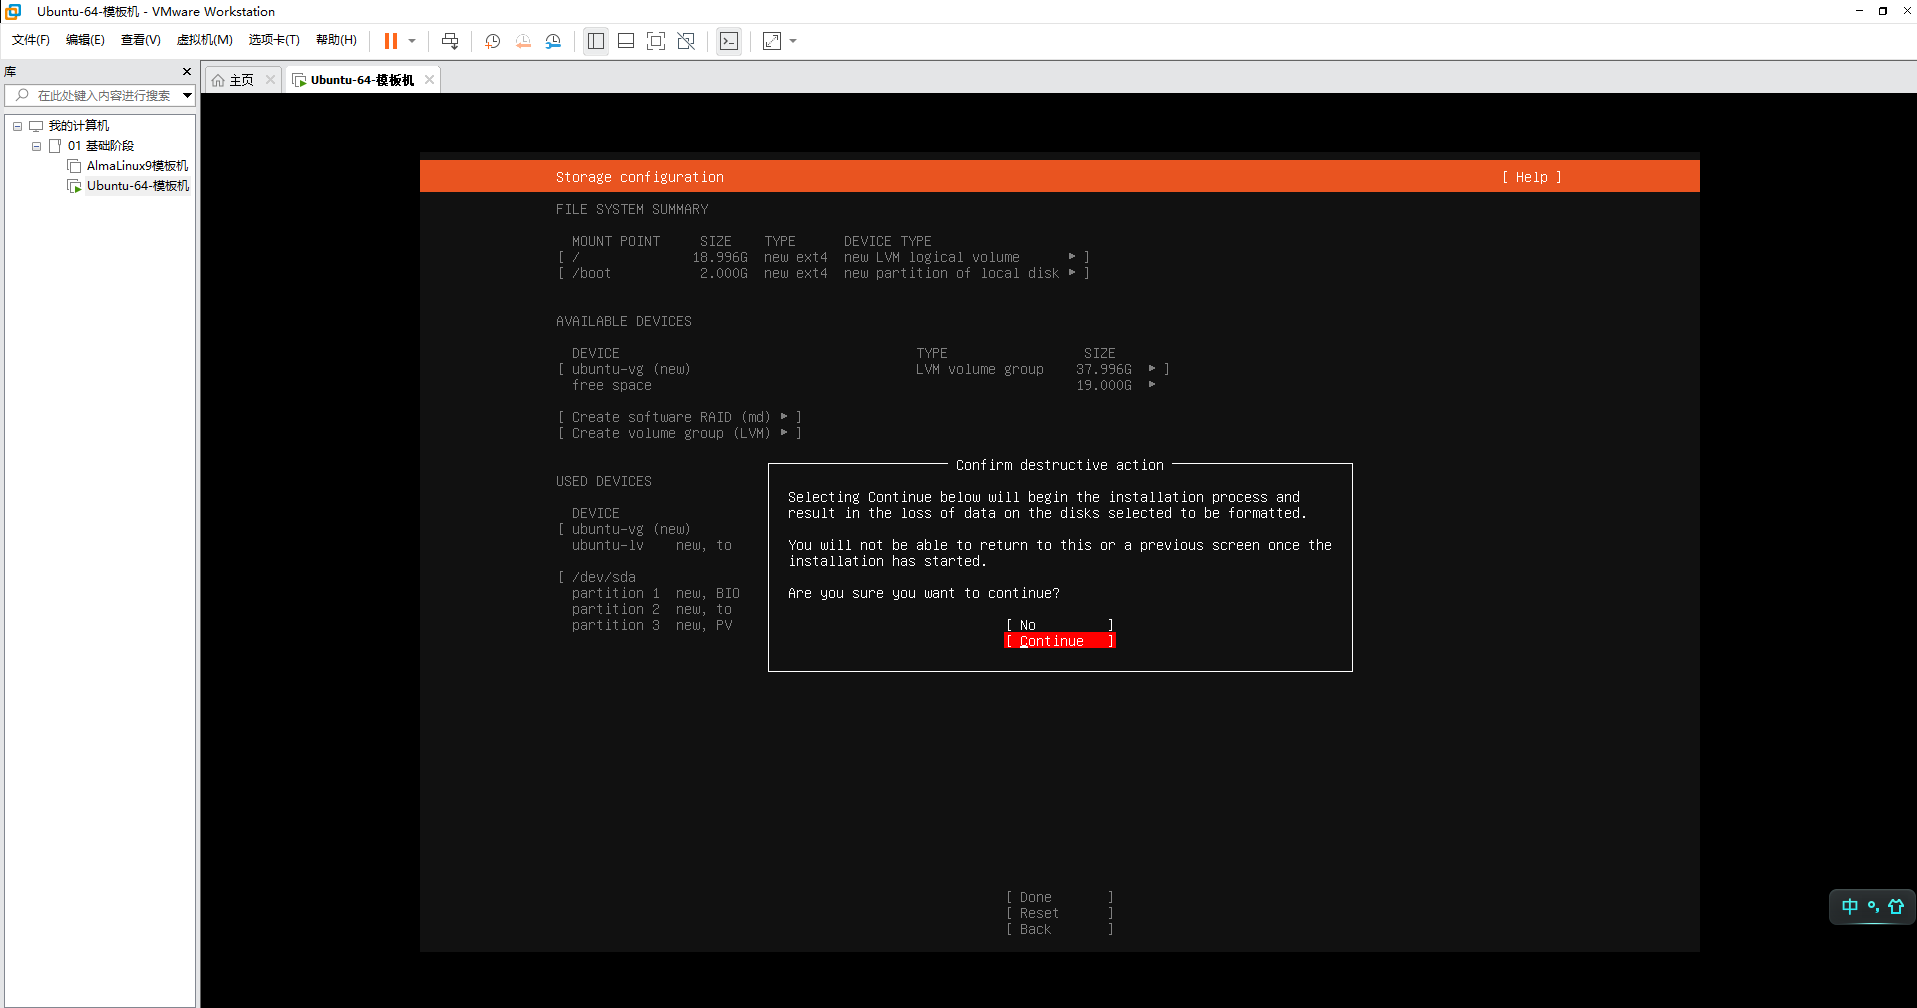 Ubuntu-64-模板机 - VMware Workstation
文件(F) 编辑(E) 查看(V) 虚拟机(M) 选项卡(T) 帮助(H)
库
主页
Ubuntu-64-模板机
在此处键入内容进行搜索
我的计算机
01 基础阶段
AlmaLinux9模板机
Ubuntu-64-模板机
Storage configuration [ Help ]
FILE SYSTEM SUMMARY
MOUNT POINT SIZE TYPE DEVICE TYPE
[ / 18.996G new ext4 new LVM logical volume ▸ ]
[ /boot 2.000G new ext4 new partition of local disk ▸ ]
AVAILABLE DEVICES
DEVICE TYPE SIZE
[ ubuntu-vg (new) LVM volume group 37.996G ▸ ]
free space 19.000G ▸
[ Create software RAID (md) ▸ ]
[ Create volume group (LVM) ▸ ]
USED DEVICES
DEVICE
[ ubuntu-vg (new)
ubuntu-lv new, to
[ /dev/sda
partition 1 new, BIO
partition 2 new, to
partition 3 new, PV
Confirm destructive action
Selecting Continue below will begin the installation process and
result in the loss of data on the disks selected to be formatted.
You will not be able to return to this or a previous screen once the
installation has started.
Are you sure you want to continue?
[ No ]
[ Continue ]
[ Done ]
[ Reset ]
[ Back ]
中 °,